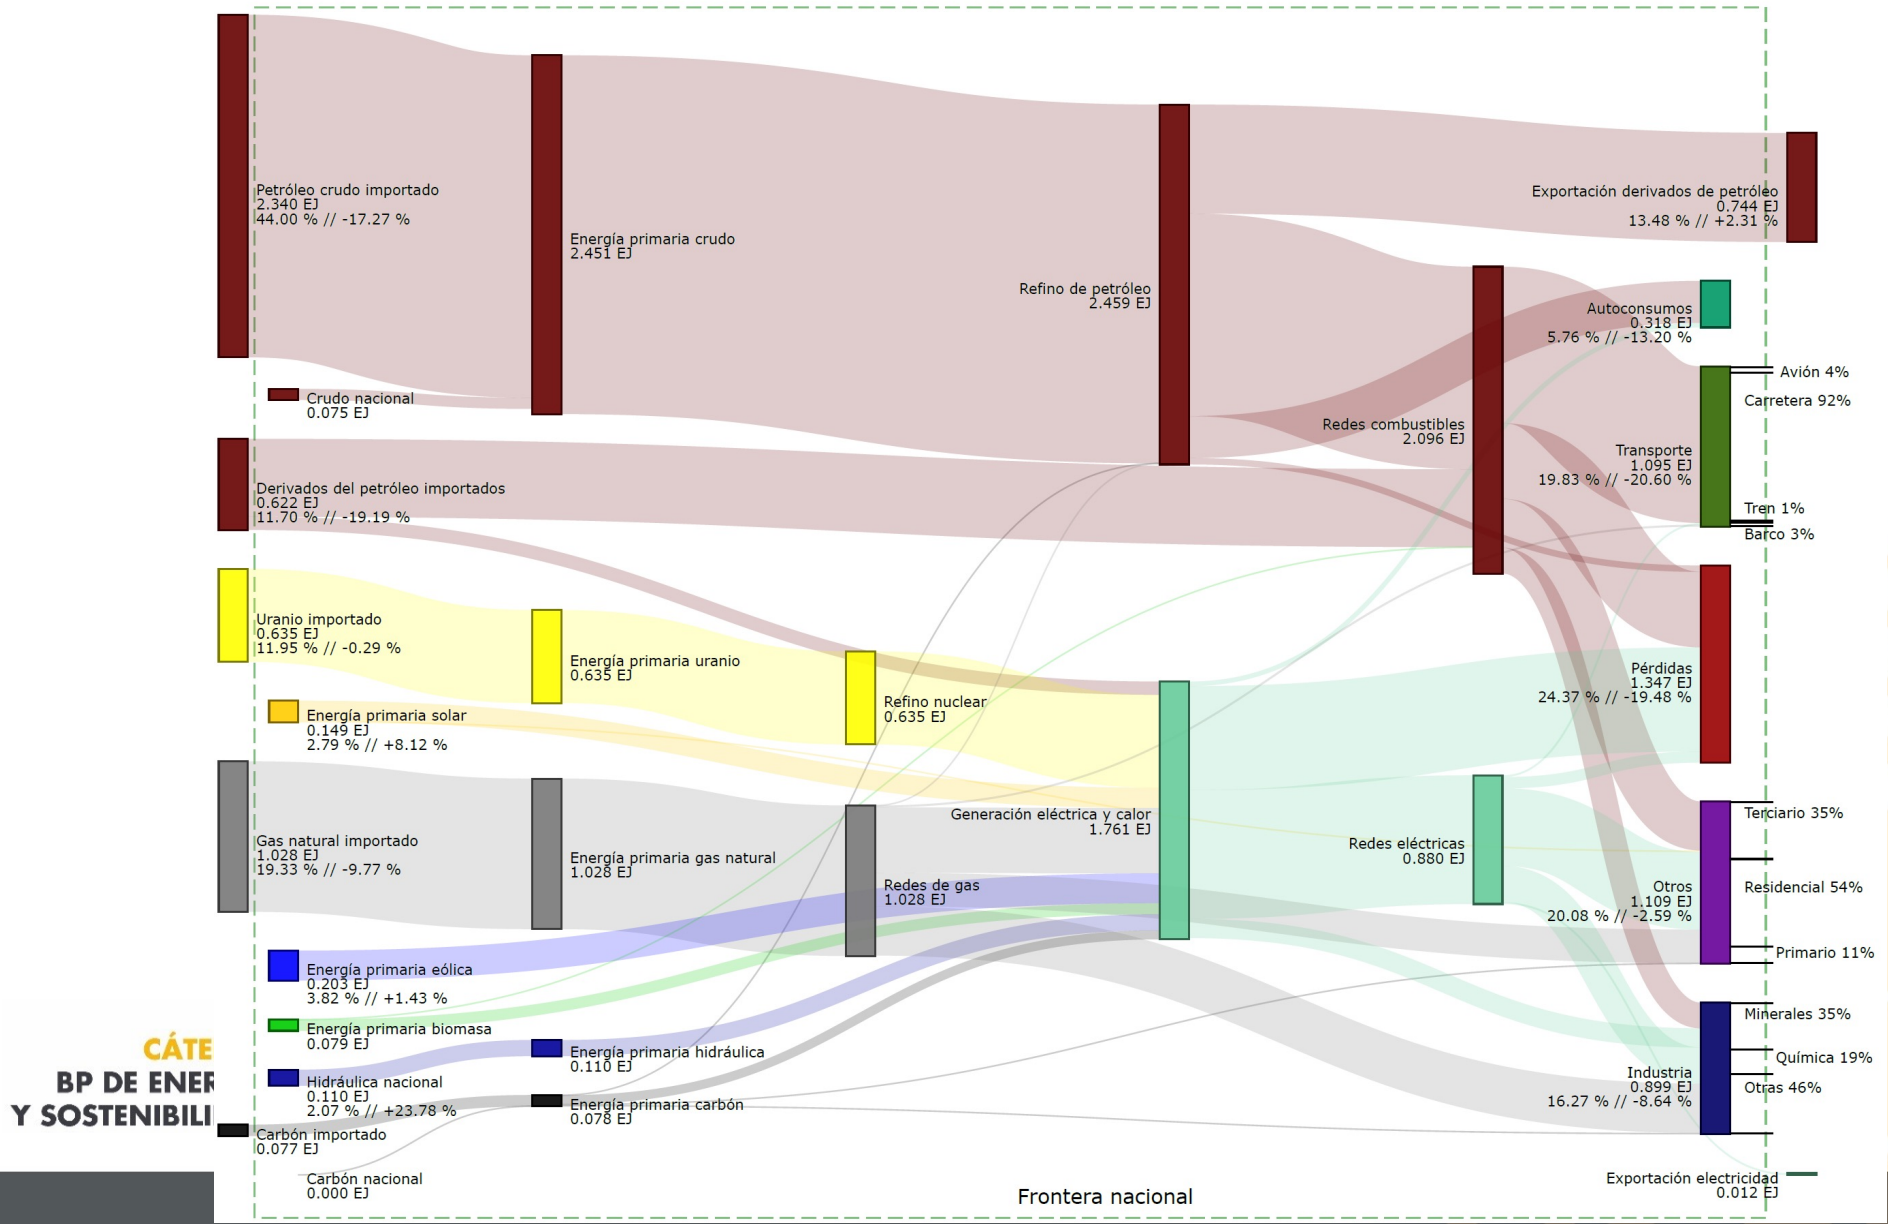 Petróleo crudo importado
2.340 EJ
44.00 % // -17.27 %
Crudo nacional
0.075 EJ
Derivados del petróleo importados
0.622 EJ
11.70 % // -19.19 %
Uranio importado
0.635 EJ
11.95 % // -0.29 %
Energía primaria solar
0.149 EJ
2.79 % // +8.12 %
Gas natural importado
1.028 EJ
19.33 % // -9.77 %
Energía primaria eólica
0.203 EJ
3.82 % // +1.43 %
Energía primaria biomasa
0.079 EJ
Hidráulica nacional
0.110 EJ
2.07 % // +23.78 %
Carbón importado
0.077 EJ
Carbón nacional
0.000 EJ
Energía primaria crudo
2.451 EJ
Energía primaria uranio
0.635 EJ
Energía primaria gas natural
1.028 EJ
Energía primaria hidráulica
0.110 EJ
Energía primaria carbón
0.078 EJ
Refino nuclear
0.635 EJ
Redes de gas
1.028 EJ
Refino de petróleo
2.459 EJ
Generación eléctrica y calor
1.761 EJ
Redes combustibles
2.096 EJ
Redes eléctricas
0.880 EJ
Exportación derivados de petróleo
0.744 EJ
13.48 % // +2.31 %
Autoconsumos
0.318 EJ
5.76 % // -13.20 %
Transporte
1.095 EJ
19.83 % // -20.60 %
Avión 4%
Carretera 92%
Tren 1%
Barco 3%
Pérdidas
1.347 EJ
24.37 % // -19.48 %
Otros
1.109 EJ
20.08 % // -2.59 %
Terciario 35%
Residencial 54%
Primario 11%
Industria
0.899 EJ
16.27 % // -8.64 %
Minerales 35%
Química 19%
Otras 46%
Exportación electricidad
0.012 EJ
Frontera nacional
CÁTE
BP DE ENER
Y SOSTENIBILI